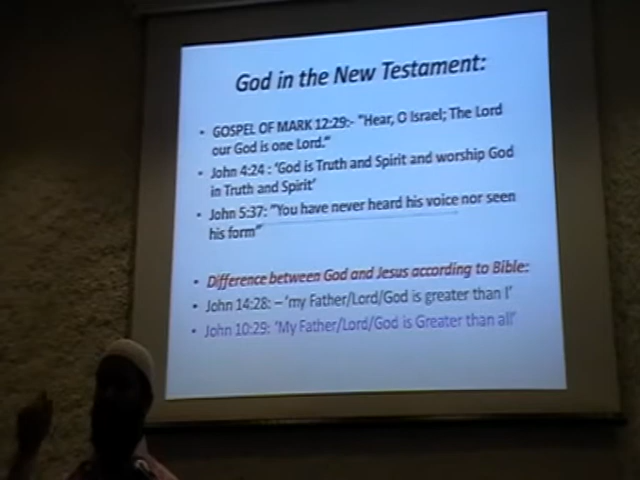 God in the New Testament:
• GOSPEL OF MARK 12:29:- "Hear, O Israel; The Lord
our God is one Lord."
• John 4:24 : 'God is Truth and Spirit and worship God
in Truth and Spirit'
• John 5:37: "You have never heard his voice nor seen
his form"
• Difference between God and Jesus according to Bible:
• John 14:28: – 'my Father/Lord/God is greater than I'
• John 10:29: 'My Father/Lord/God is Greater than all'